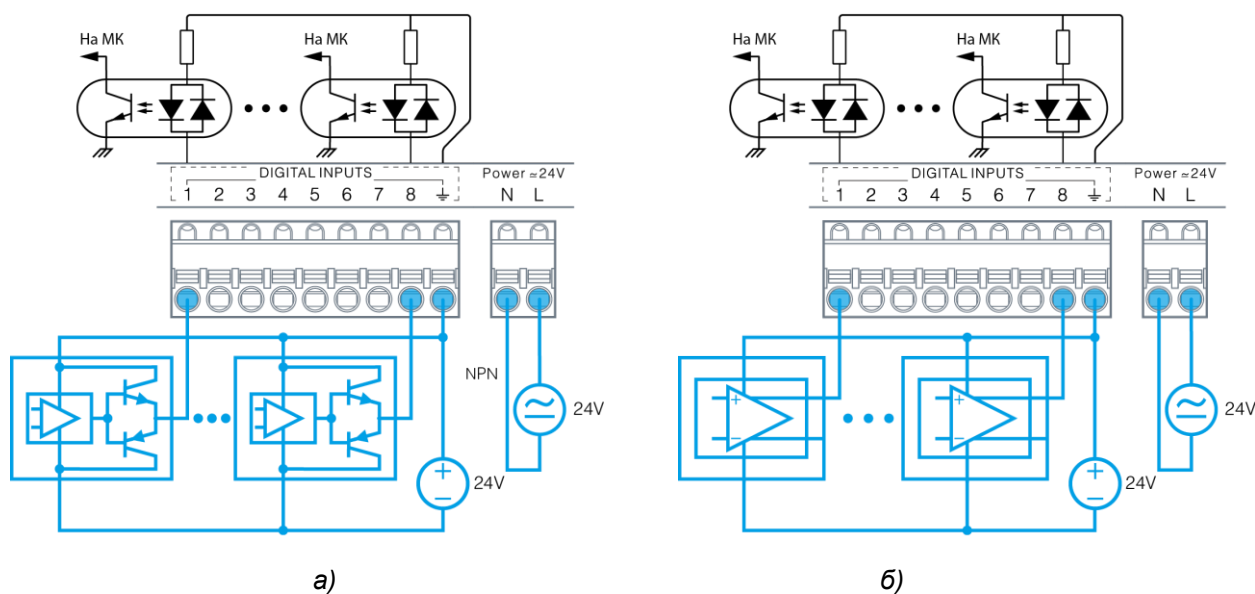 На МК На МК
DIGITAL INPUTS Power ≃24V
1 2 3 4 5 6 7 8 ⏚ N L
NPN
24V
24V
а)
На МК На МК
DIGITAL INPUTS Power ≃24V
1 2 3 4 5 6 7 8 ⏚ N L
+ + 24V
− −
+ 24V
−
б)